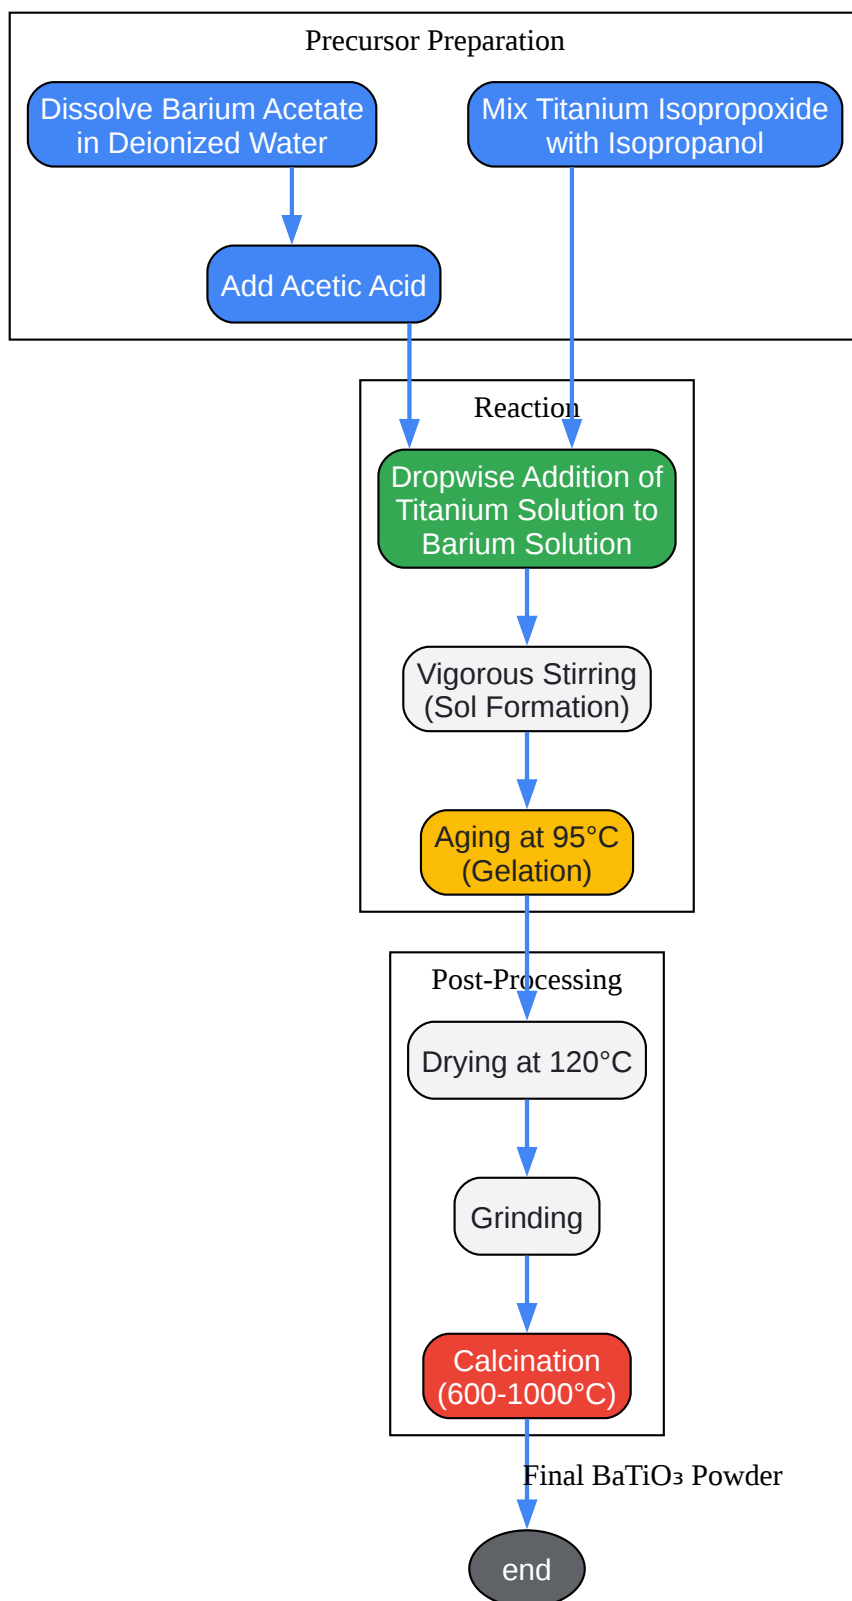 Precursor Preparation
Dissolve Barium Acetate
in Deionized Water
Mix Titanium Isopropoxide
with Isopropanol
Add Acetic Acid
Reaction
Dropwise Addition of
Titanium Solution to
Barium Solution
Vigorous Stirring
(Sol Formation)
Aging at 95°C
(Gelation)
Post-Processing
Drying at 120°C
Grinding
Calcination
(600-1000°C)
Final BaTiO₃ Powder
end